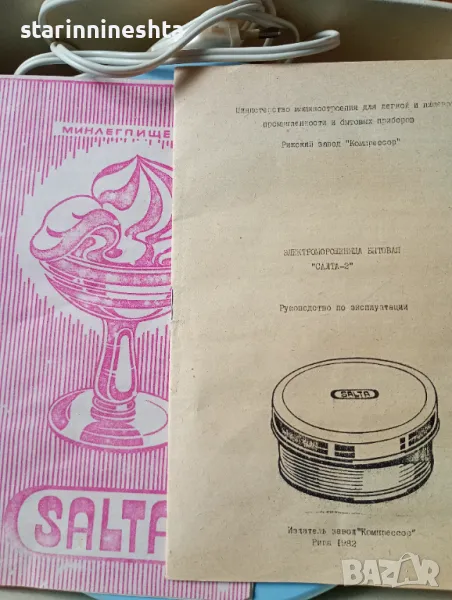 starinnineshta
МИНЛЕГПИЩЕ
SALTA
Министерство машиностроения для легкой и пищевой
промышленности и бытовых приборов
Рижский завод "Компрессор"
ЭЛЕКТРОМОРОЖЕНИЦА БЫТОВАЯ
"САЛТА-2"
Руководство по эксплуатации
SALTA
Издатель завод "Компрессор"
Рига 1982
BAZAR